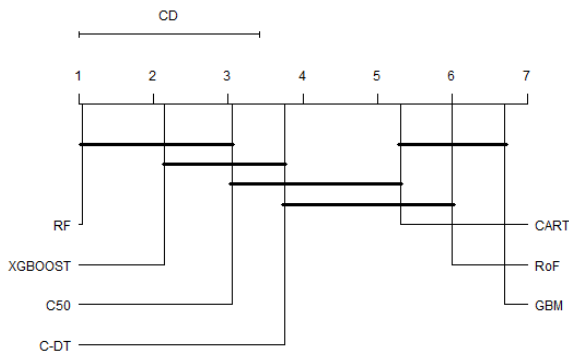 CD
1 2 3 4 5 6 7
RF CART
XGBOOST RoF
C50 GBM
C-DT